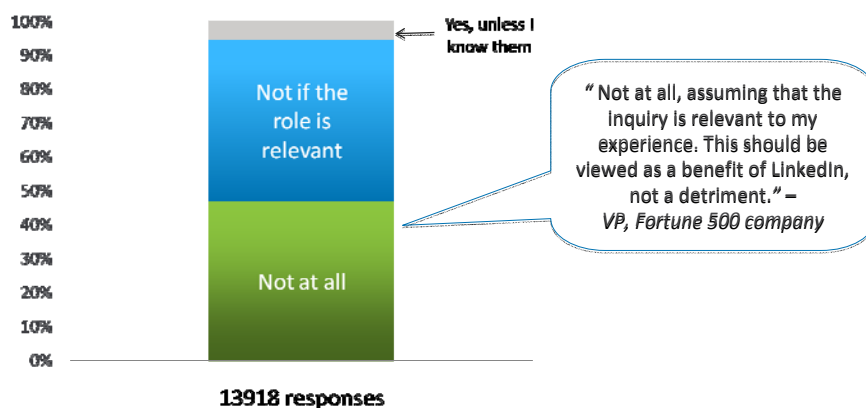 100%
90%
80%
70%
60%
50%
40%
30%
20%
10%
0%
Yes, unless I
know them
Not if the
role is
relevant
Not at all
13918 responses
" Not at all, assuming that the
inquiry is relevant to my
experience. This should be
viewed as a benefit of LinkedIn,
not a detriment." –
VP, Fortune 500 company